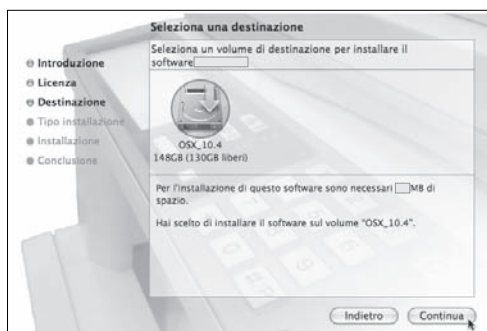 Seleziona una destinazione
Introduzione
Licenza
Destinazione
Tipo installazione
Installazione
Conclusione
Seleziona un volume di destinazione per installare il
software
OSX_10.4
148GB (130GB liberi)
Per l'installazione di questo software sono necessari MB di
spazio.
Hai scelto di installare il software sul volume "OSX_10.4".
Indietro
Continua